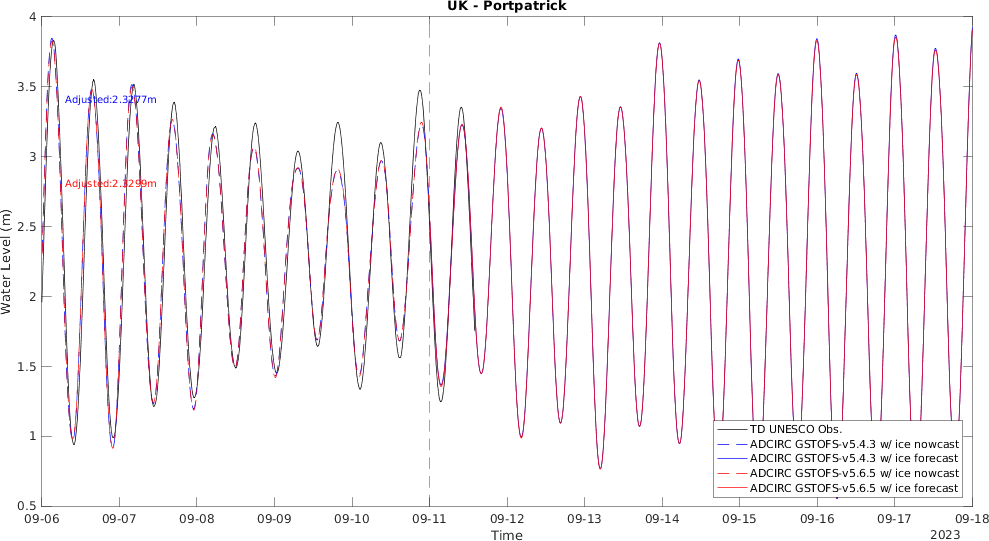 UK - Portpatrick
4
3.5
3
2.5
2
1.5
1
0.5
Water Level (m)
Adjusted:2.3277m
Adjusted:2.3299m
TD UNESCO Obs.
ADCIRC GSTOFS-v5.4.3 w/ ice nowcast
ADCIRC GSTOFS-v5.4.3 w/ ice forecast
ADCIRC GSTOFS-v5.6.5 w/ ice nowcast
ADCIRC GSTOFS-v5.6.5 w/ ice forecast
09-06 09-07 09-08 09-09 09-10 09-11 09-12 09-13 09-14 09-15 09-16 09-17 09-18
Time
2023